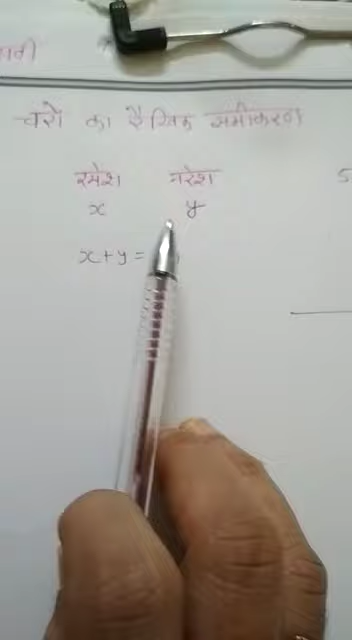 चरों का रैखिक समीकरण
रमेश नरेश
x y
x+y =